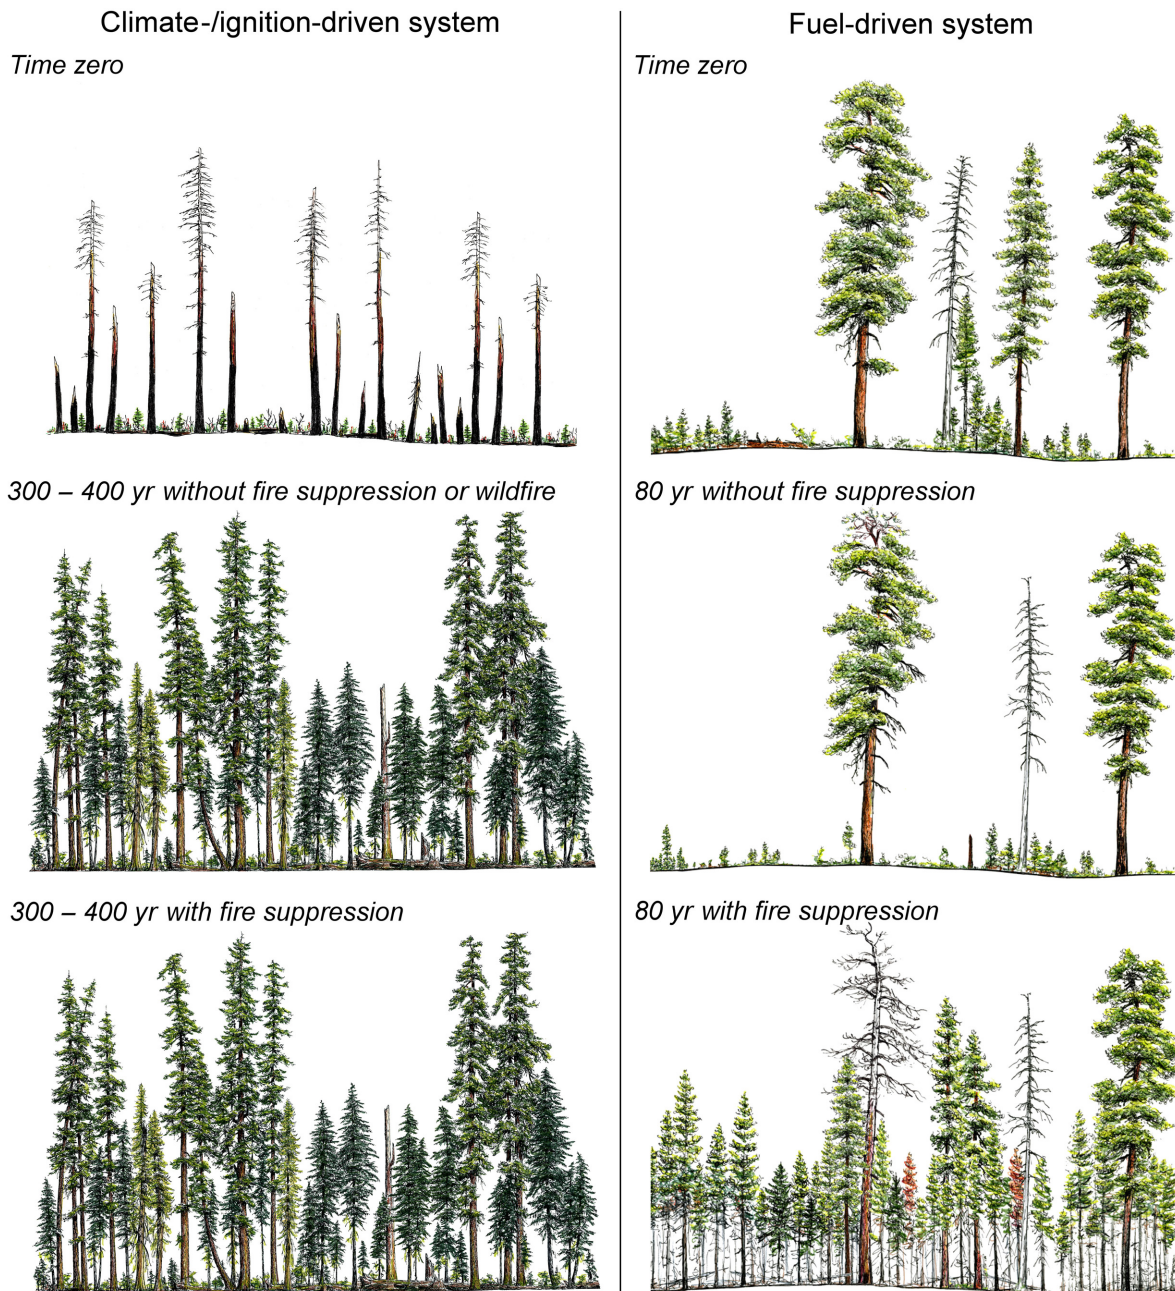 Climate-/ignition-driven system
Time zero
300 – 400 yr without fire suppression or wildfire
300 – 400 yr with fire suppression
Fuel-driven system
Time zero
80 yr without fire suppression
80 yr with fire suppression